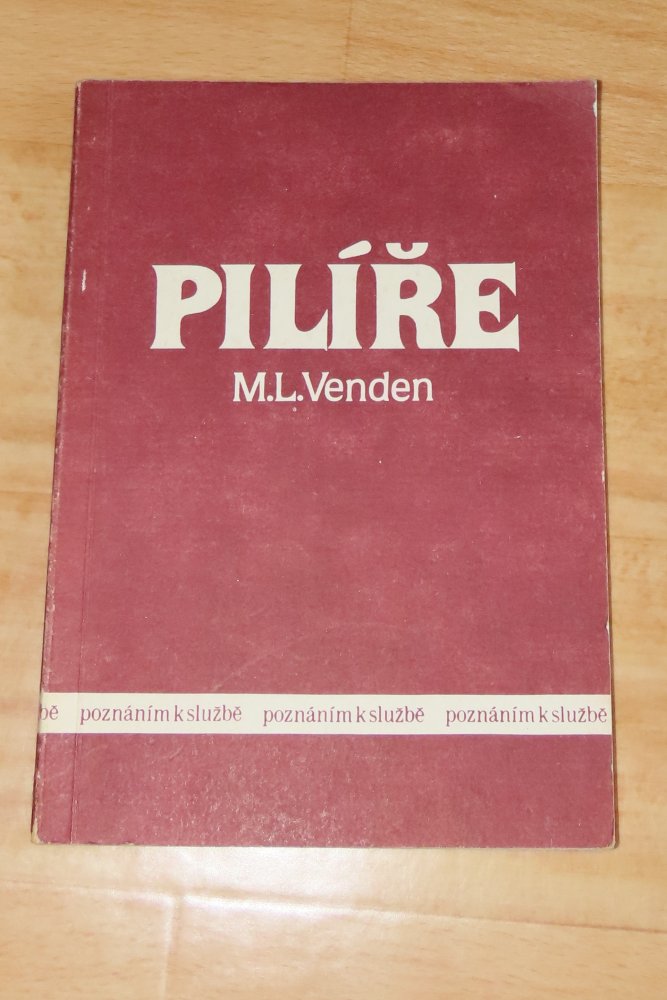 PILÍŘE
M.L.Venden
bě poznáním k službě poznáním k službě poznáním k službě